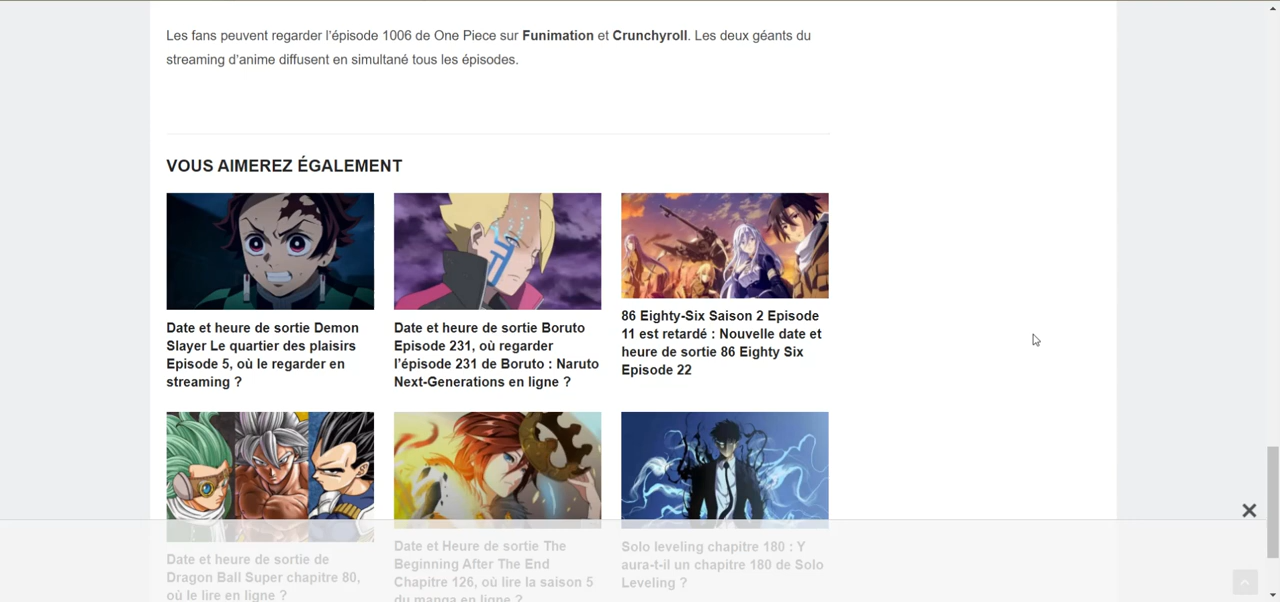 Les fans peuvent regarder l’épisode 1006 de One Piece sur Funimation et Crunchyroll. Les deux géants du
streaming d’anime diffusent en simultané tous les épisodes.
VOUS AIMEREZ ÉGALEMENT
Date et heure de sortie Demon
Slayer Le quartier des plaisirs
Episode 5, où le regarder en
streaming ?
Date et heure de sortie Boruto
Episode 231, où regarder
l’épisode 231 de Boruto : Naruto
Next-Generations en ligne ?
86 Eighty-Six Saison 2 Episode
11 est retardé : Nouvelle date et
heure de sortie 86 Eighty Six
Episode 22
Date et heure de sortie de
Dragon Ball Super chapitre 80,
où le lire en ligne ?
Date et Heure de sortie The
Beginning After The End
Chapitre 126, où lire la saison 5
du manga en ligne ?
Solo leveling chapitre 180 : Y
aura-t-il un chapitre 180 de Solo
Leveling ?